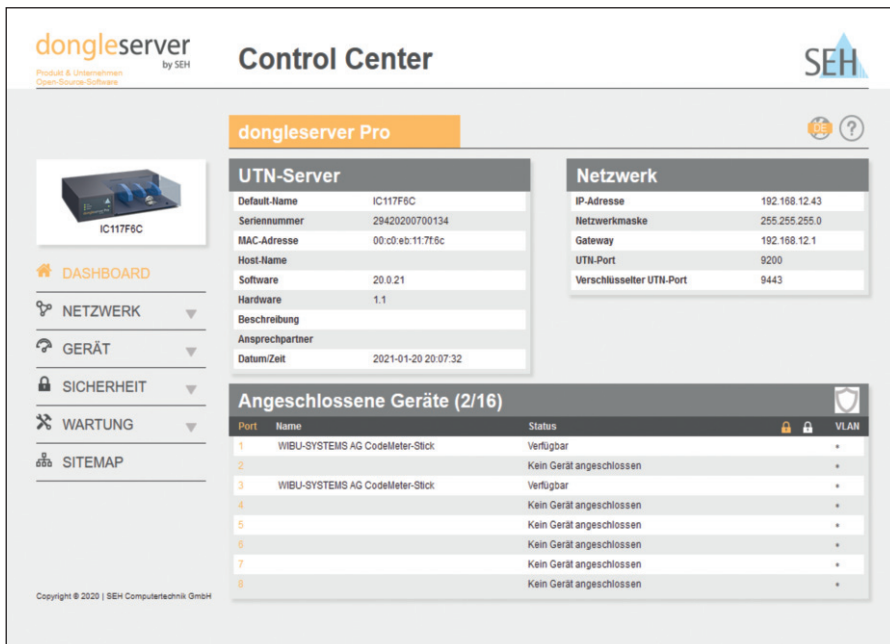 dongleserver
by SEH
Produkt & Unternehmen
Open-Source-Software
Control Center
SEH
dongleserver Pro
DE ?
IC117F6C
DASHBOARD
NETZWERK
GERÄT
SICHERHEIT
WARTUNG
SITEMAP
UTN-Server
Default-Name IC117F6C
Seriennummer 29420200700134
MAC-Adresse 00:c0:eb:11:7f:6c
Host-Name
Software 20.0.21
Hardware 1.1
Beschreibung
Ansprechpartner
Datum/Zeit 2021-01-20 20:07:32
Netzwerk
IP-Adresse 192.168.12.43
Netzwerkmaske 255.255.255.0
Gateway 192.168.12.1
UTN-Port 9200
Verschlüsselter UTN-Port 9443
Angeschlossene Geräte (2/16)
Port Name Status VLAN
1 WIBU-SYSTEMS AG CodeMeter-Stick Verfügbar
2 Kein Gerät angeschlossen
3 WIBU-SYSTEMS AG CodeMeter-Stick Verfügbar
4 Kein Gerät angeschlossen
5 Kein Gerät angeschlossen
6 Kein Gerät angeschlossen
7 Kein Gerät angeschlossen
8 Kein Gerät angeschlossen
Copyright © 2020 | SEH Computertechnik GmbH